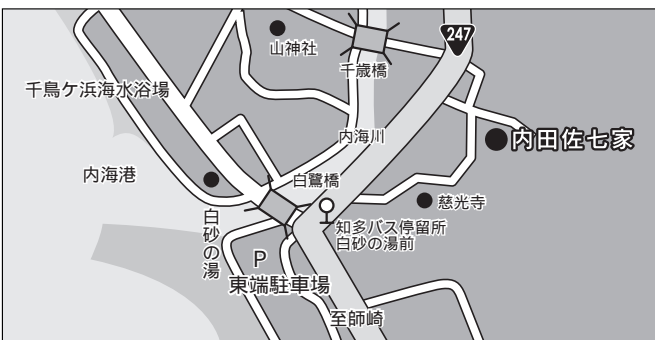 247
山神社
千歳橋
千鳥ケ浜海水浴場
内海川
内田佐七家
内海港
白鷺橋
慈光寺
白砂の湯
知多バス停留所
白砂の湯前
P
東端駐車場
至師崎